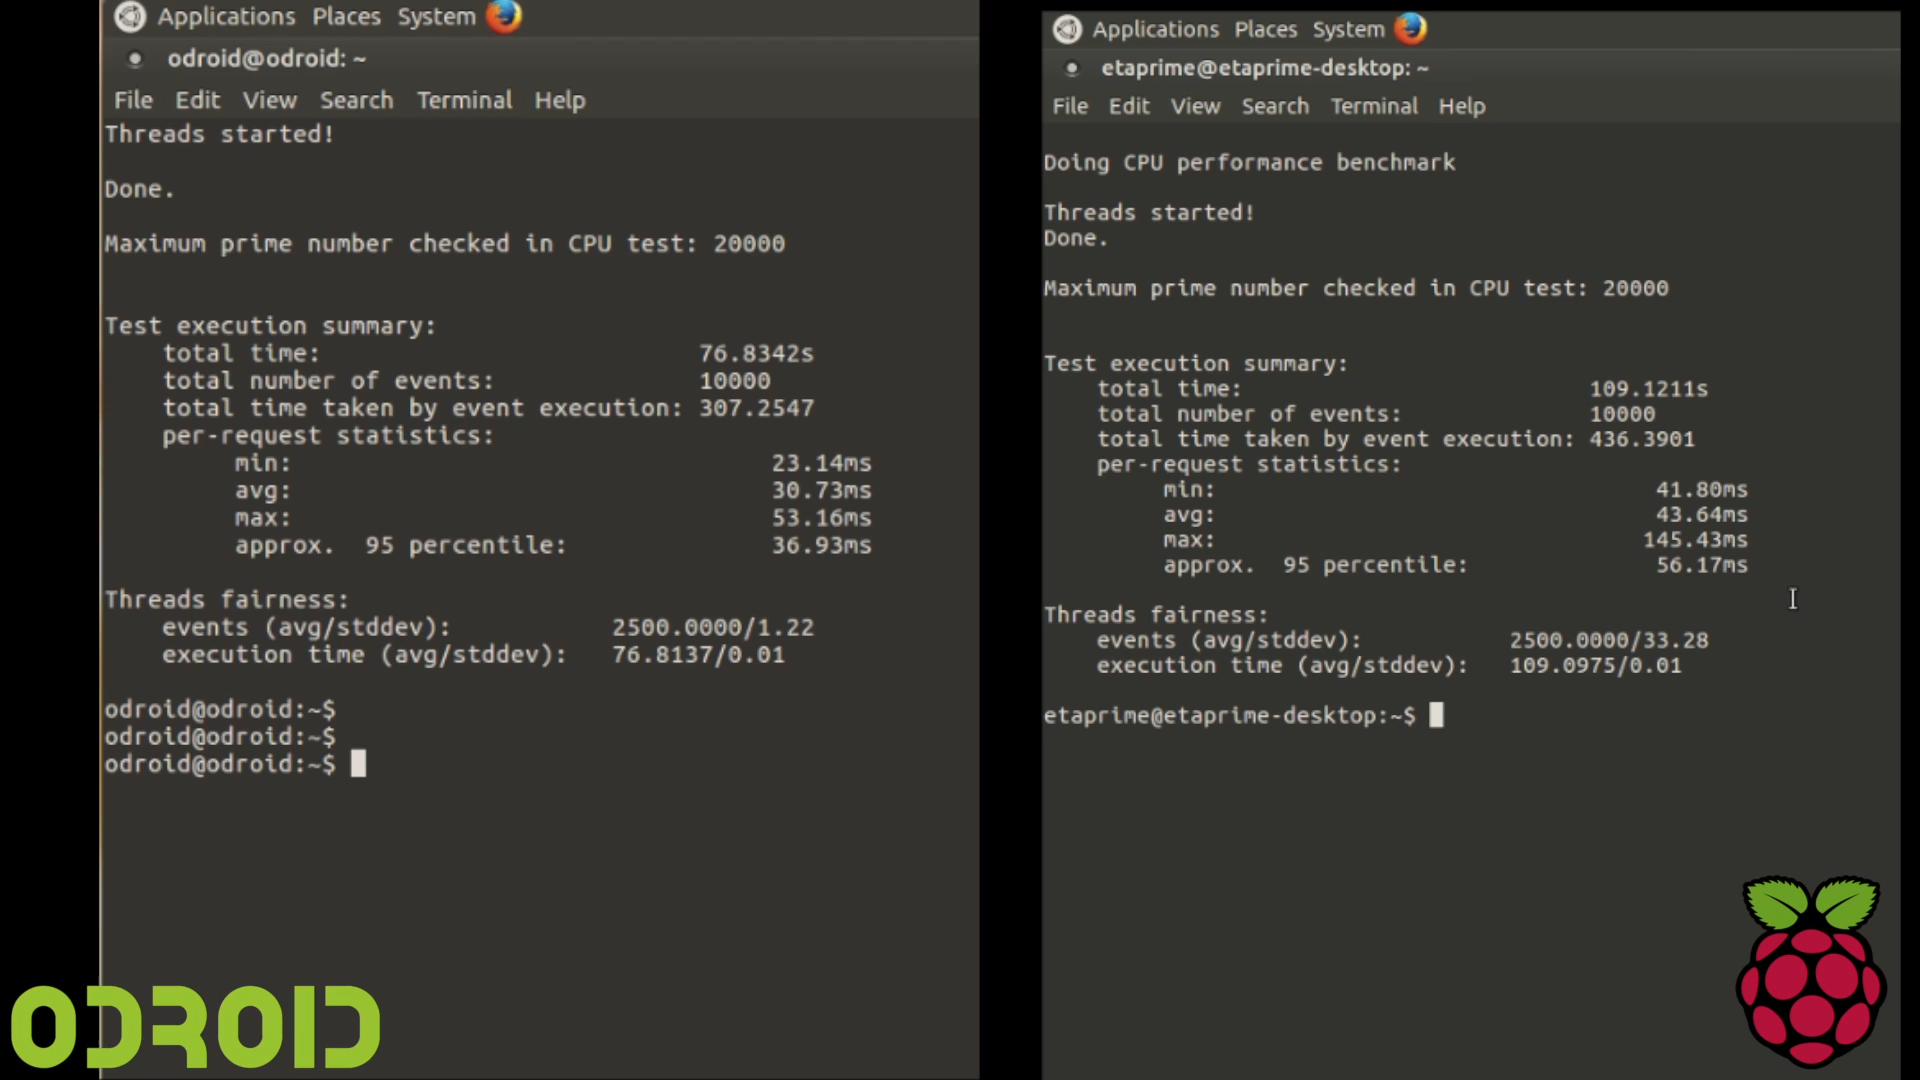 Applications Places System
odroid@odroid: ~
File Edit View Search Terminal Help
Threads started!
Done.
Maximum prime number checked in CPU test: 20000
Test execution summary:
total time: 76.8342s
total number of events: 10000
total time taken by event execution: 307.2547
per-request statistics:
min: 23.14ms
avg: 30.73ms
max: 53.16ms
approx. 95 percentile: 36.93ms
Threads fairness:
events (avg/stddev): 2500.0000/1.22
execution time (avg/stddev): 76.8137/0.01
odroid@odroid:~$
odroid@odroid:~$
odroid@odroid:~$
ODROID
Applications Places System
etaprime@etaprime-desktop: ~
File Edit View Search Terminal Help
Doing CPU performance benchmark
Threads started!
Done.
Maximum prime number checked in CPU test: 20000
Test execution summary:
total time: 109.1211s
total number of events: 10000
total time taken by event execution: 436.3901
per-request statistics:
min: 41.80ms
avg: 43.64ms
max: 145.43ms
approx. 95 percentile: 56.17ms
Threads fairness:
events (avg/stddev): 2500.0000/33.28
execution time (avg/stddev): 109.0975/0.01
etaprime@etaprime-desktop:~$